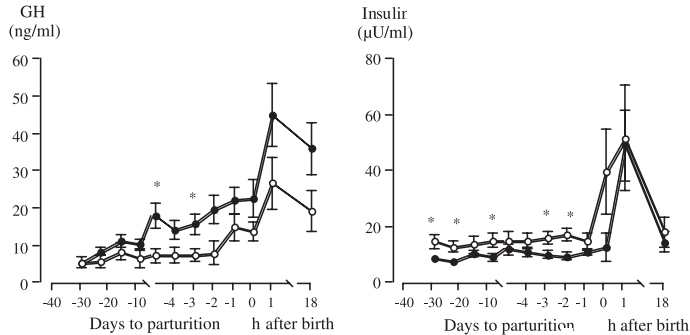 GH
(ng/ml)
60
50
40
30
20
10
0
* *
-40 -30 -20 -10 -4 -3 -2 -1 0 1 18
Days to parturition h after birth
Insulin
(µU/ml)
80
60
40
20
0
* * * * *
-40 -30 -20 -10 -4 -3 -2 -1 0 1 18
Days to parturition h after birth